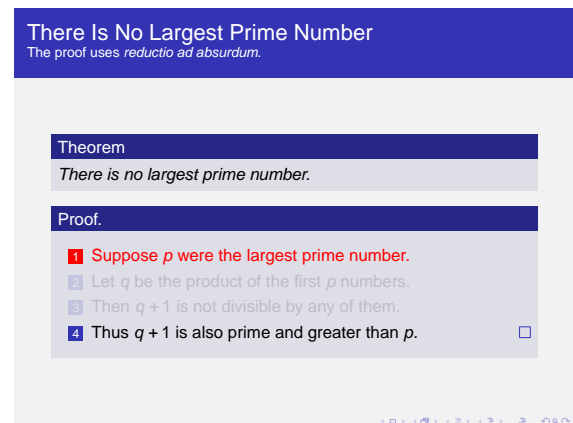 There Is No Largest Prime Number
The proof uses reductio ad absurdum.
Theorem
There is no largest prime number.
Proof.
1 Suppose p were the largest prime number.
2 Let q be the product of the first p numbers.
3 Then q + 1 is not divisible by any of them.
4 Thus q + 1 is also prime and greater than p. □